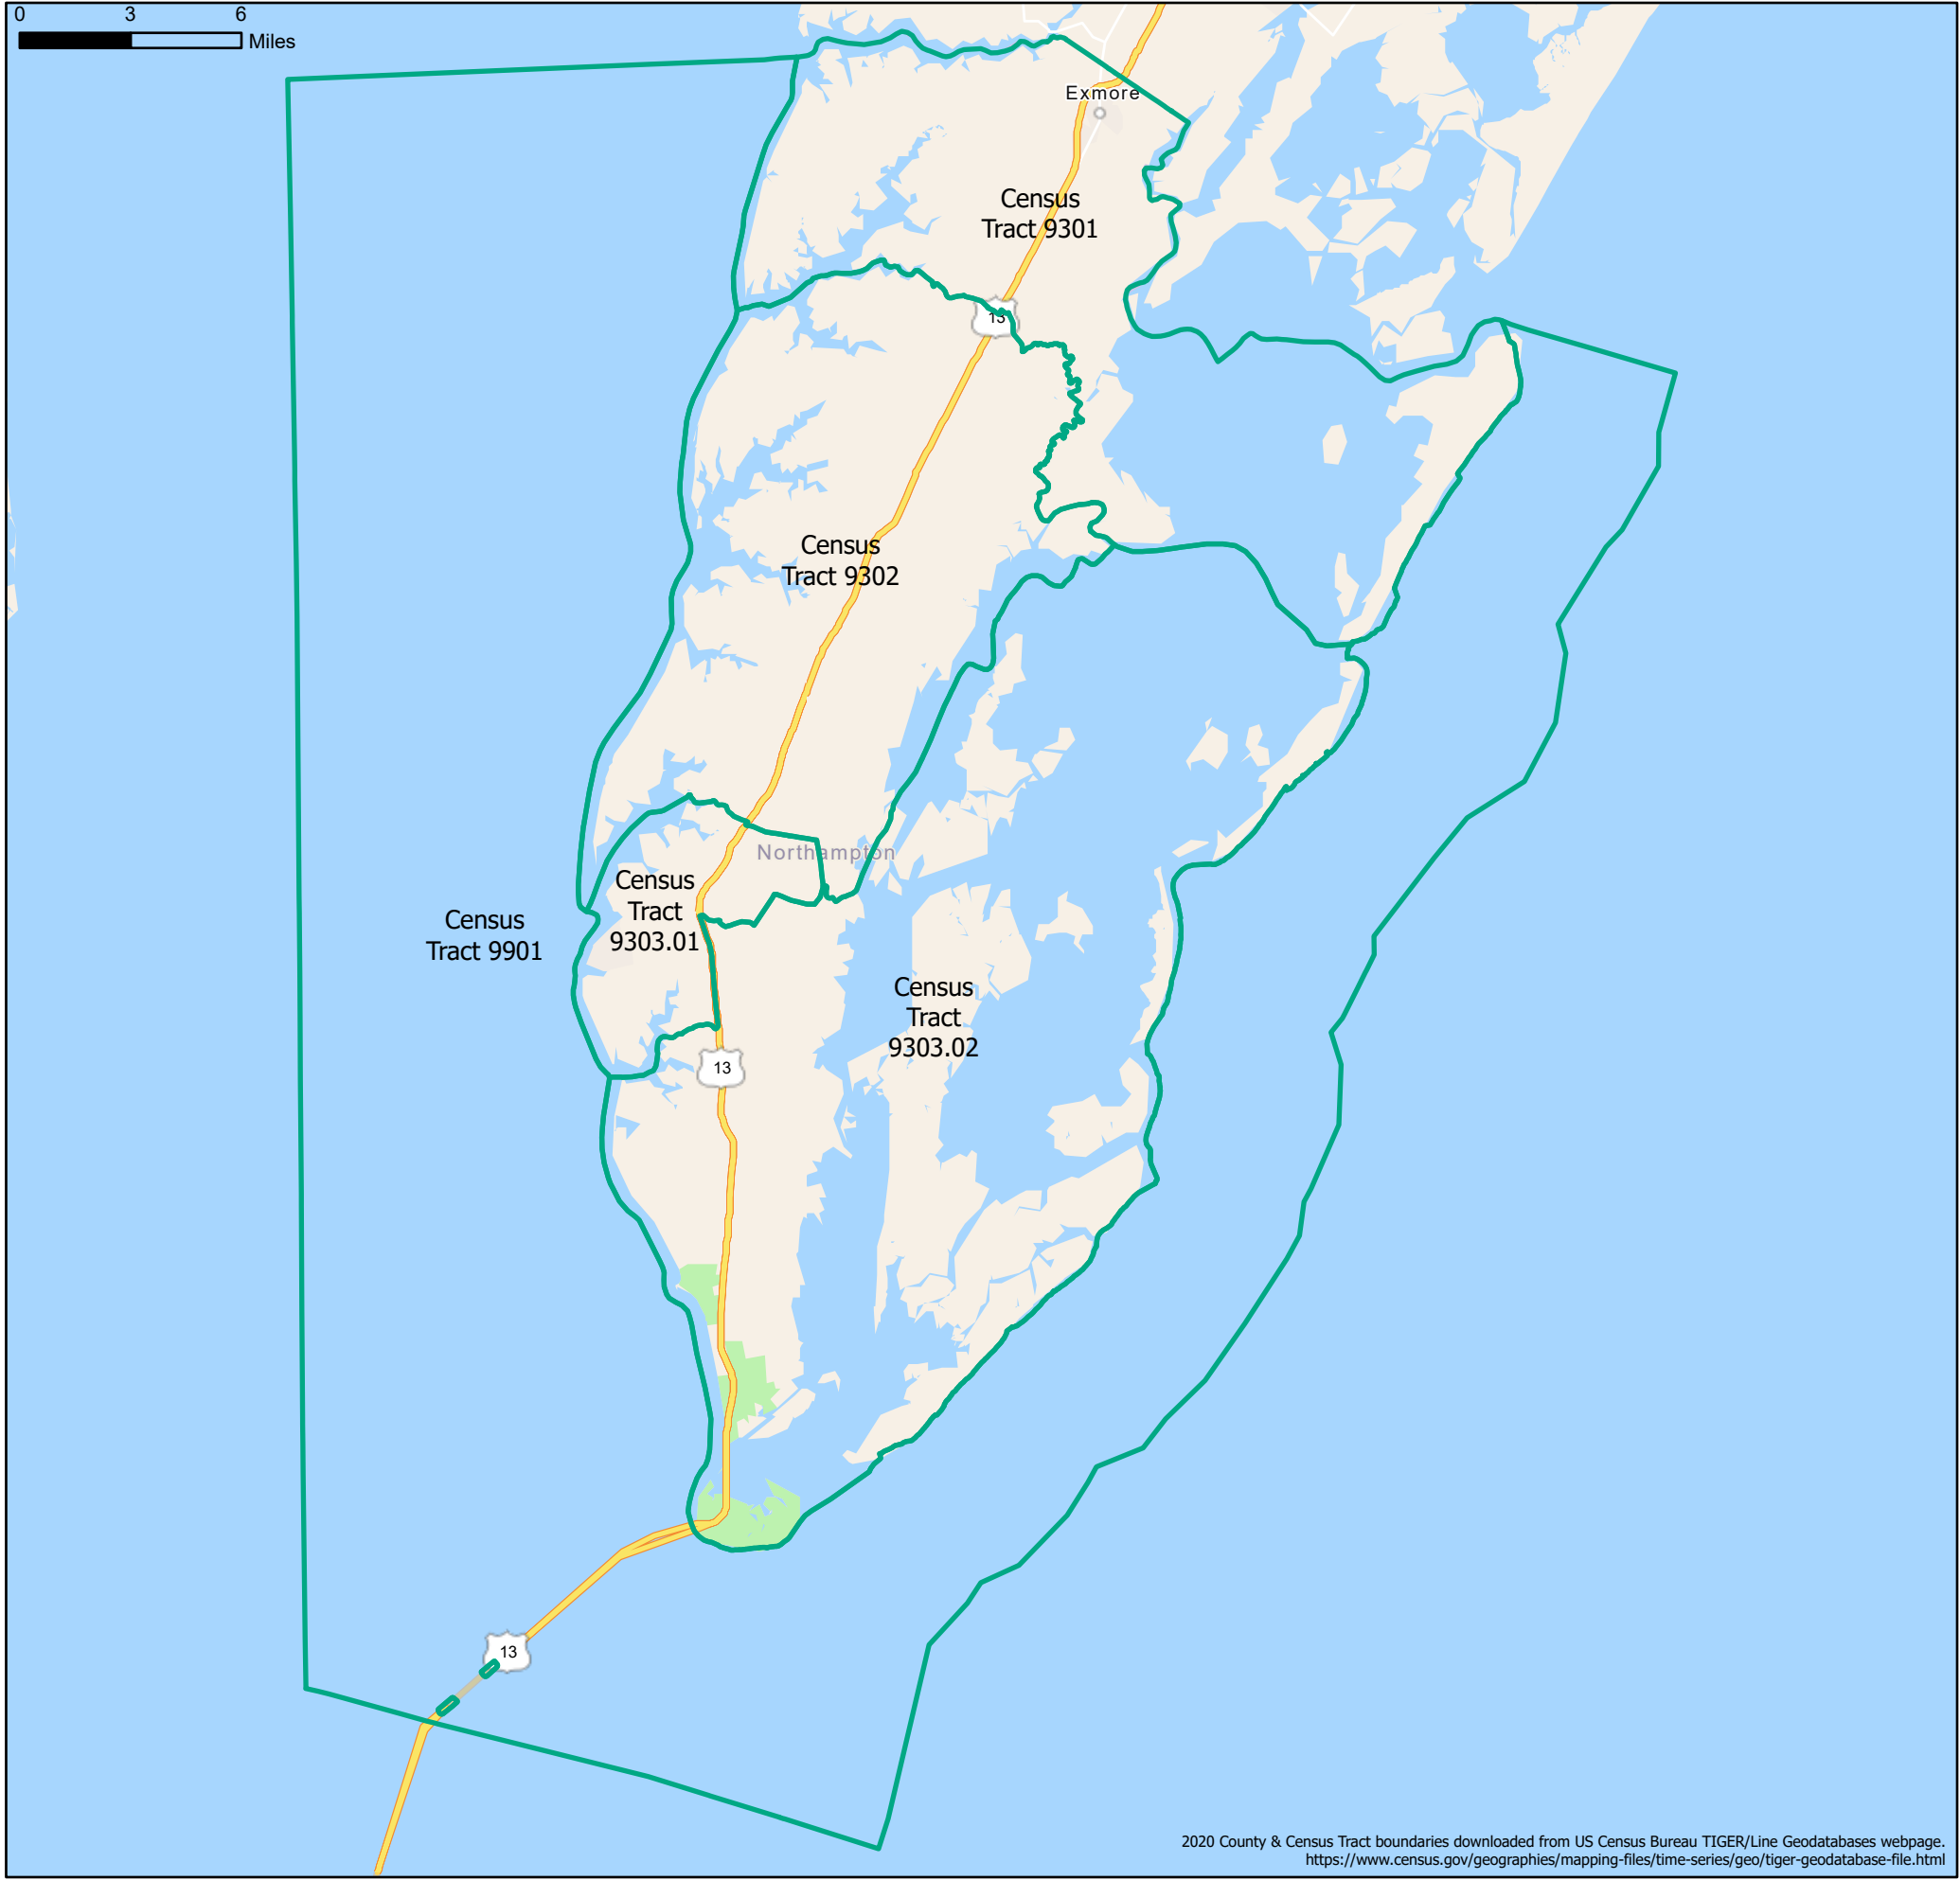 0 3 6
Miles
Exmore
Census
Tract 9301
13
Census
Tract 9302
Northampton
Census
Tract
9303.01
Census
Tract 9901
Census
Tract
9303.02
13
13
2020 County & Census Tract boundaries downloaded from US Census Bureau TIGER/Line Geodatabases webpage.
https://www.census.gov/geographies/mapping-files/time-series/geo/tiger-geodatabase-file.html